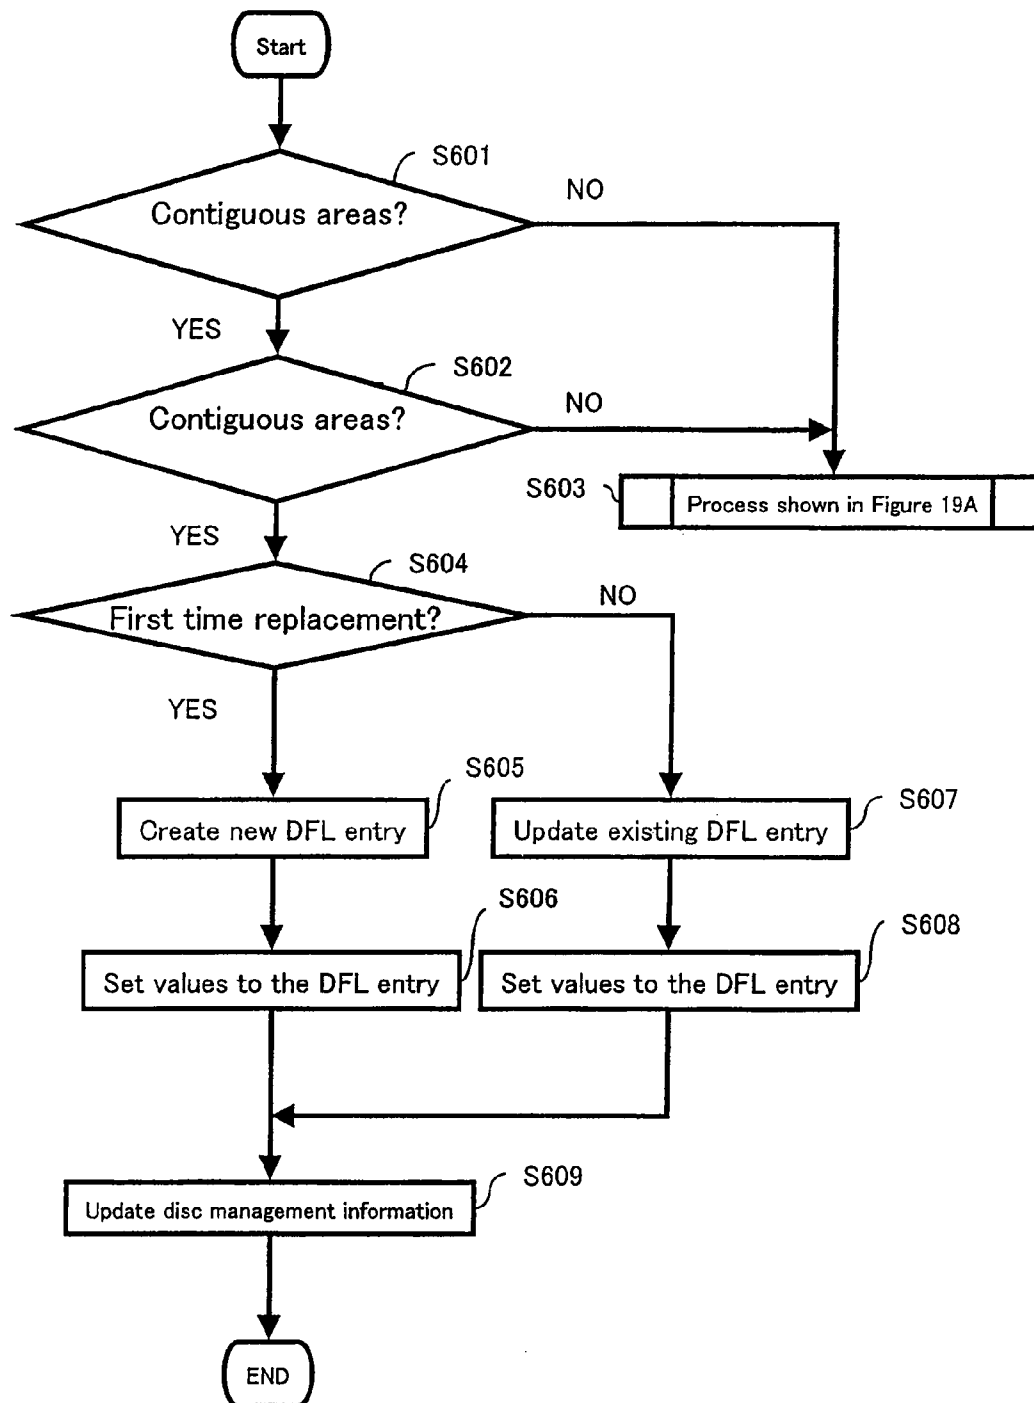 Start
S601
Contiguous areas?
NO
YES
S602
Contiguous areas?
NO
S603
Process shown in Figure 19A
YES
S604
First time replacement?
NO
YES
S605
Create new DFL entry
S607
Update existing DFL entry
S606
Set values to the DFL entry
S608
Set values to the DFL entry
S609
Update disc management information
END